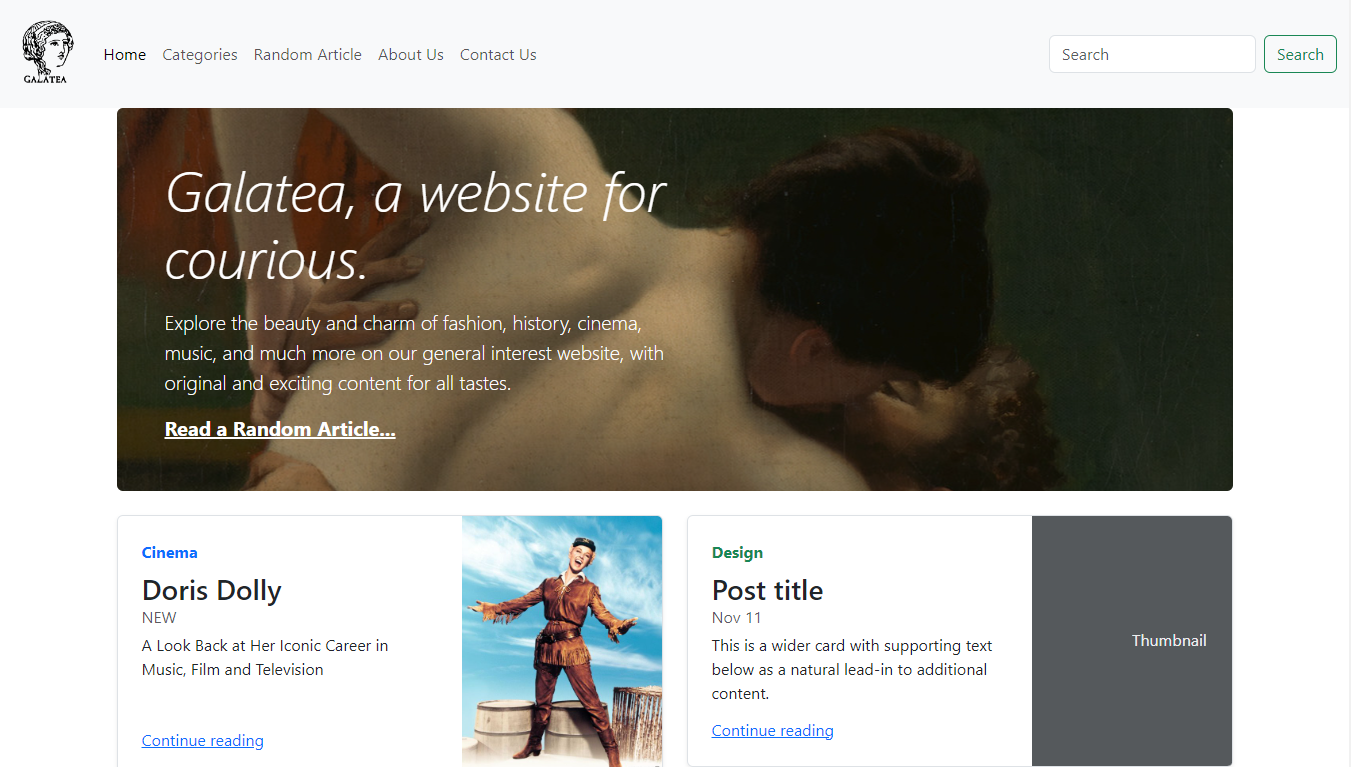 GALATEA
Home Categories Random Article About Us Contact Us
Search
Search
Galatea, a website for
courious.
Explore the beauty and charm of fashion, history, cinema,
music, and much more on our general interest website, with
original and exciting content for all tastes.
Read a Random Article...
Cinema
Doris Dolly
NEW
A Look Back at Her Iconic Career in
Music, Film and Television
Continue reading
Design
Post title
Nov 11
This is a wider card with supporting text
below as a natural lead-in to additional
content.
Continue reading
Thumbnail